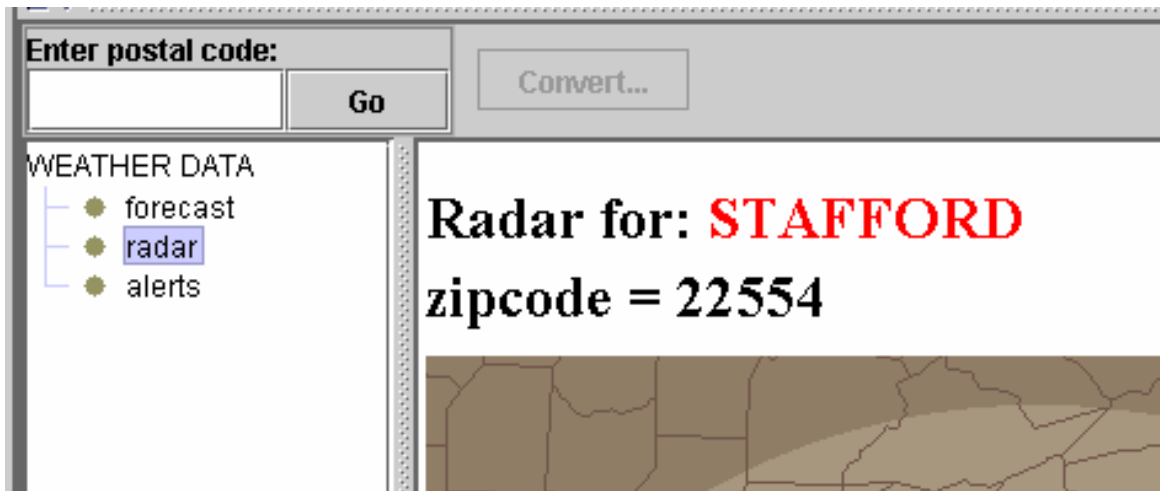 Enter postal code:
Go
Convert...
WEATHER DATA
forecast
radar
alerts
Radar for: STAFFORD
zipcode = 22554